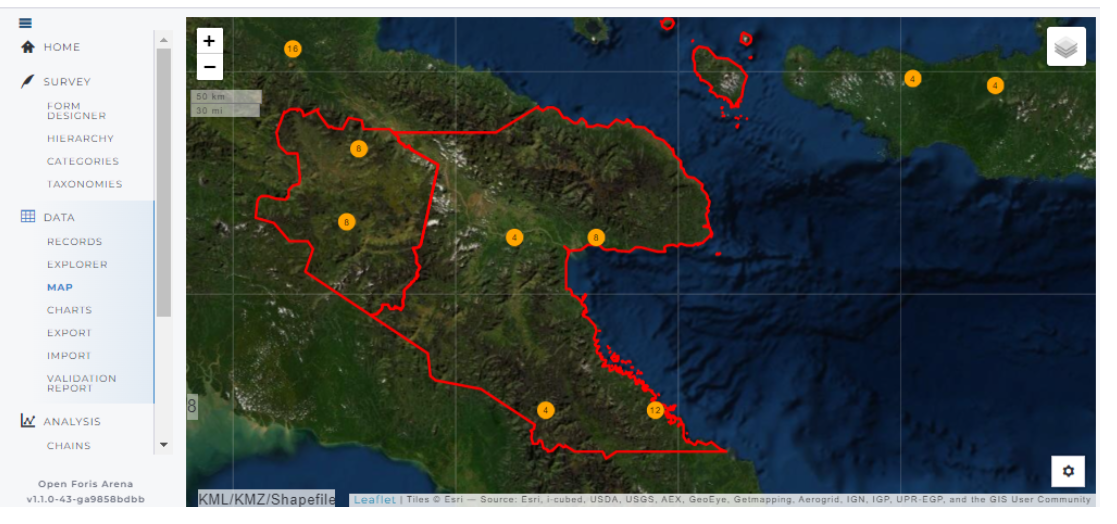 HOME
SURVEY
FORM
DESIGNER
HIERARCHY
CATEGORIES
TAXONOMIES
DATA
RECORDS
EXPLORER
MAP
CHARTS
EXPORT
IMPORT
VALIDATION
REPORT
ANALYSIS
CHAINS
Open Foris Arena
v1.1.0-43-ga9858bdbb
+
−
50 km
30 mi
16
4
4
8
8
4
8
4
12
8
KML/KMZ/Shapefile
Leaflet | Tiles © Esri — Source: Esri, i-cubed, USDA, USGS, AEX, GeoEye, Getmapping, Aerogrid, IGN, IGP, UPR-EGP, and the GIS User Community